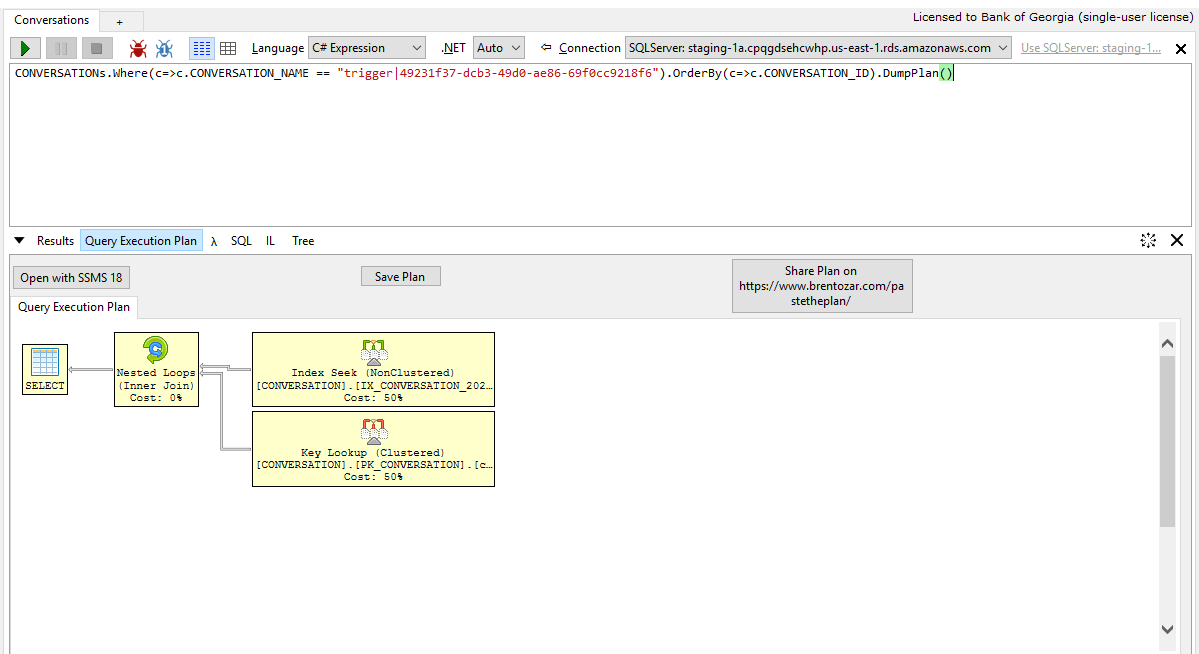 Conversations
+
Licensed to Bank of Georgia (single-user license)
Language C# Expression .NET Auto Connection SQLServer: staging-1a.cpqgdsehcwhp.us-east-1.rds.amazonaws.com Use SQLServer: staging-1...
CONVERSATIONs.Where(c=>c.CONVERSATION_NAME == "trigger|49231f37-dcb3-49d0-ae86-69f0cc9218f6").OrderBy(c=>c.CONVERSATION_ID).DumpPlan()
Results Query Execution Plan λ SQL IL Tree
Open with SSMS 18
Save Plan
Share Plan on
https://www.brentozar.com/pa
stetheplan/
Query Execution Plan
SELECT
Nested Loops
(Inner Join)
Cost: 0%
Index Seek (NonClustered)
[CONVERSATION].[IX_CONVERSATION_202...
Cost: 50%
Key Lookup (Clustered)
[CONVERSATION].[PK_CONVERSATION].[c...
Cost: 50%